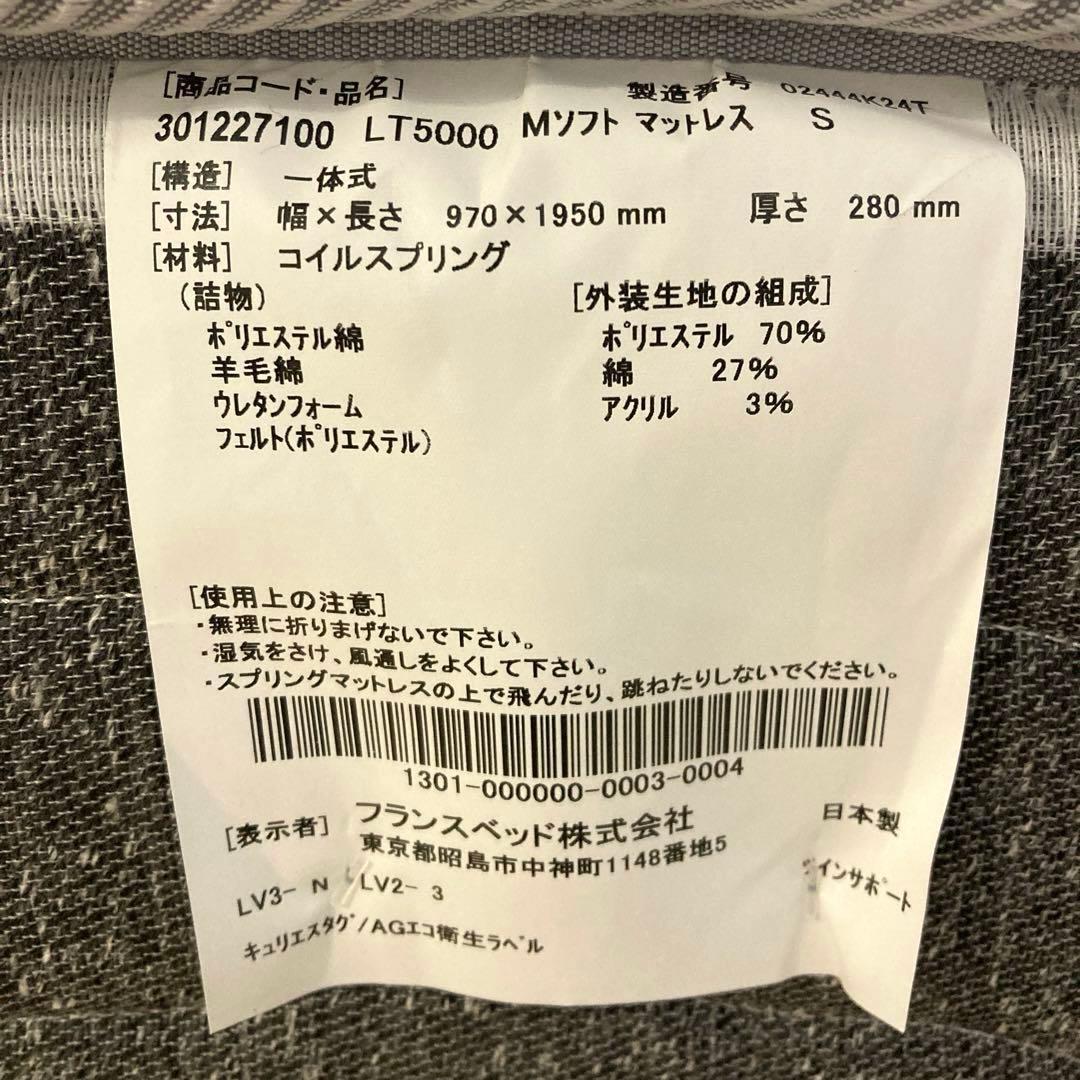 [商品コード・品名] 製造番号 02444K24T
301227100 LT5000 Mソフト マットレス S
[構造] 一体式
[寸法] 幅×長さ 970×1950 mm 厚さ 280 mm
[材料] コイルスプリング
(詰物) [外装生地の組成]
ポリエステル綿 ポリエステル 70%
羊毛綿 綿 27%
ウレタンフォーム アクリル 3%
フェルト(ポリエステル)
[使用上の注意]
・無理に折りまげないで下さい。
・湿気をさけ、風通しをよくして下さい。
・スプリングマットレスの上で飛んだり、跳ねたりしないでください。
1301-000000-0003-0004
[表示者] フランスベッド株式会社 日本製
東京都昭島市中神町1148番地5
LV3- N LV2- 3
キュリエスタグ/AGエコ衛生ラベル